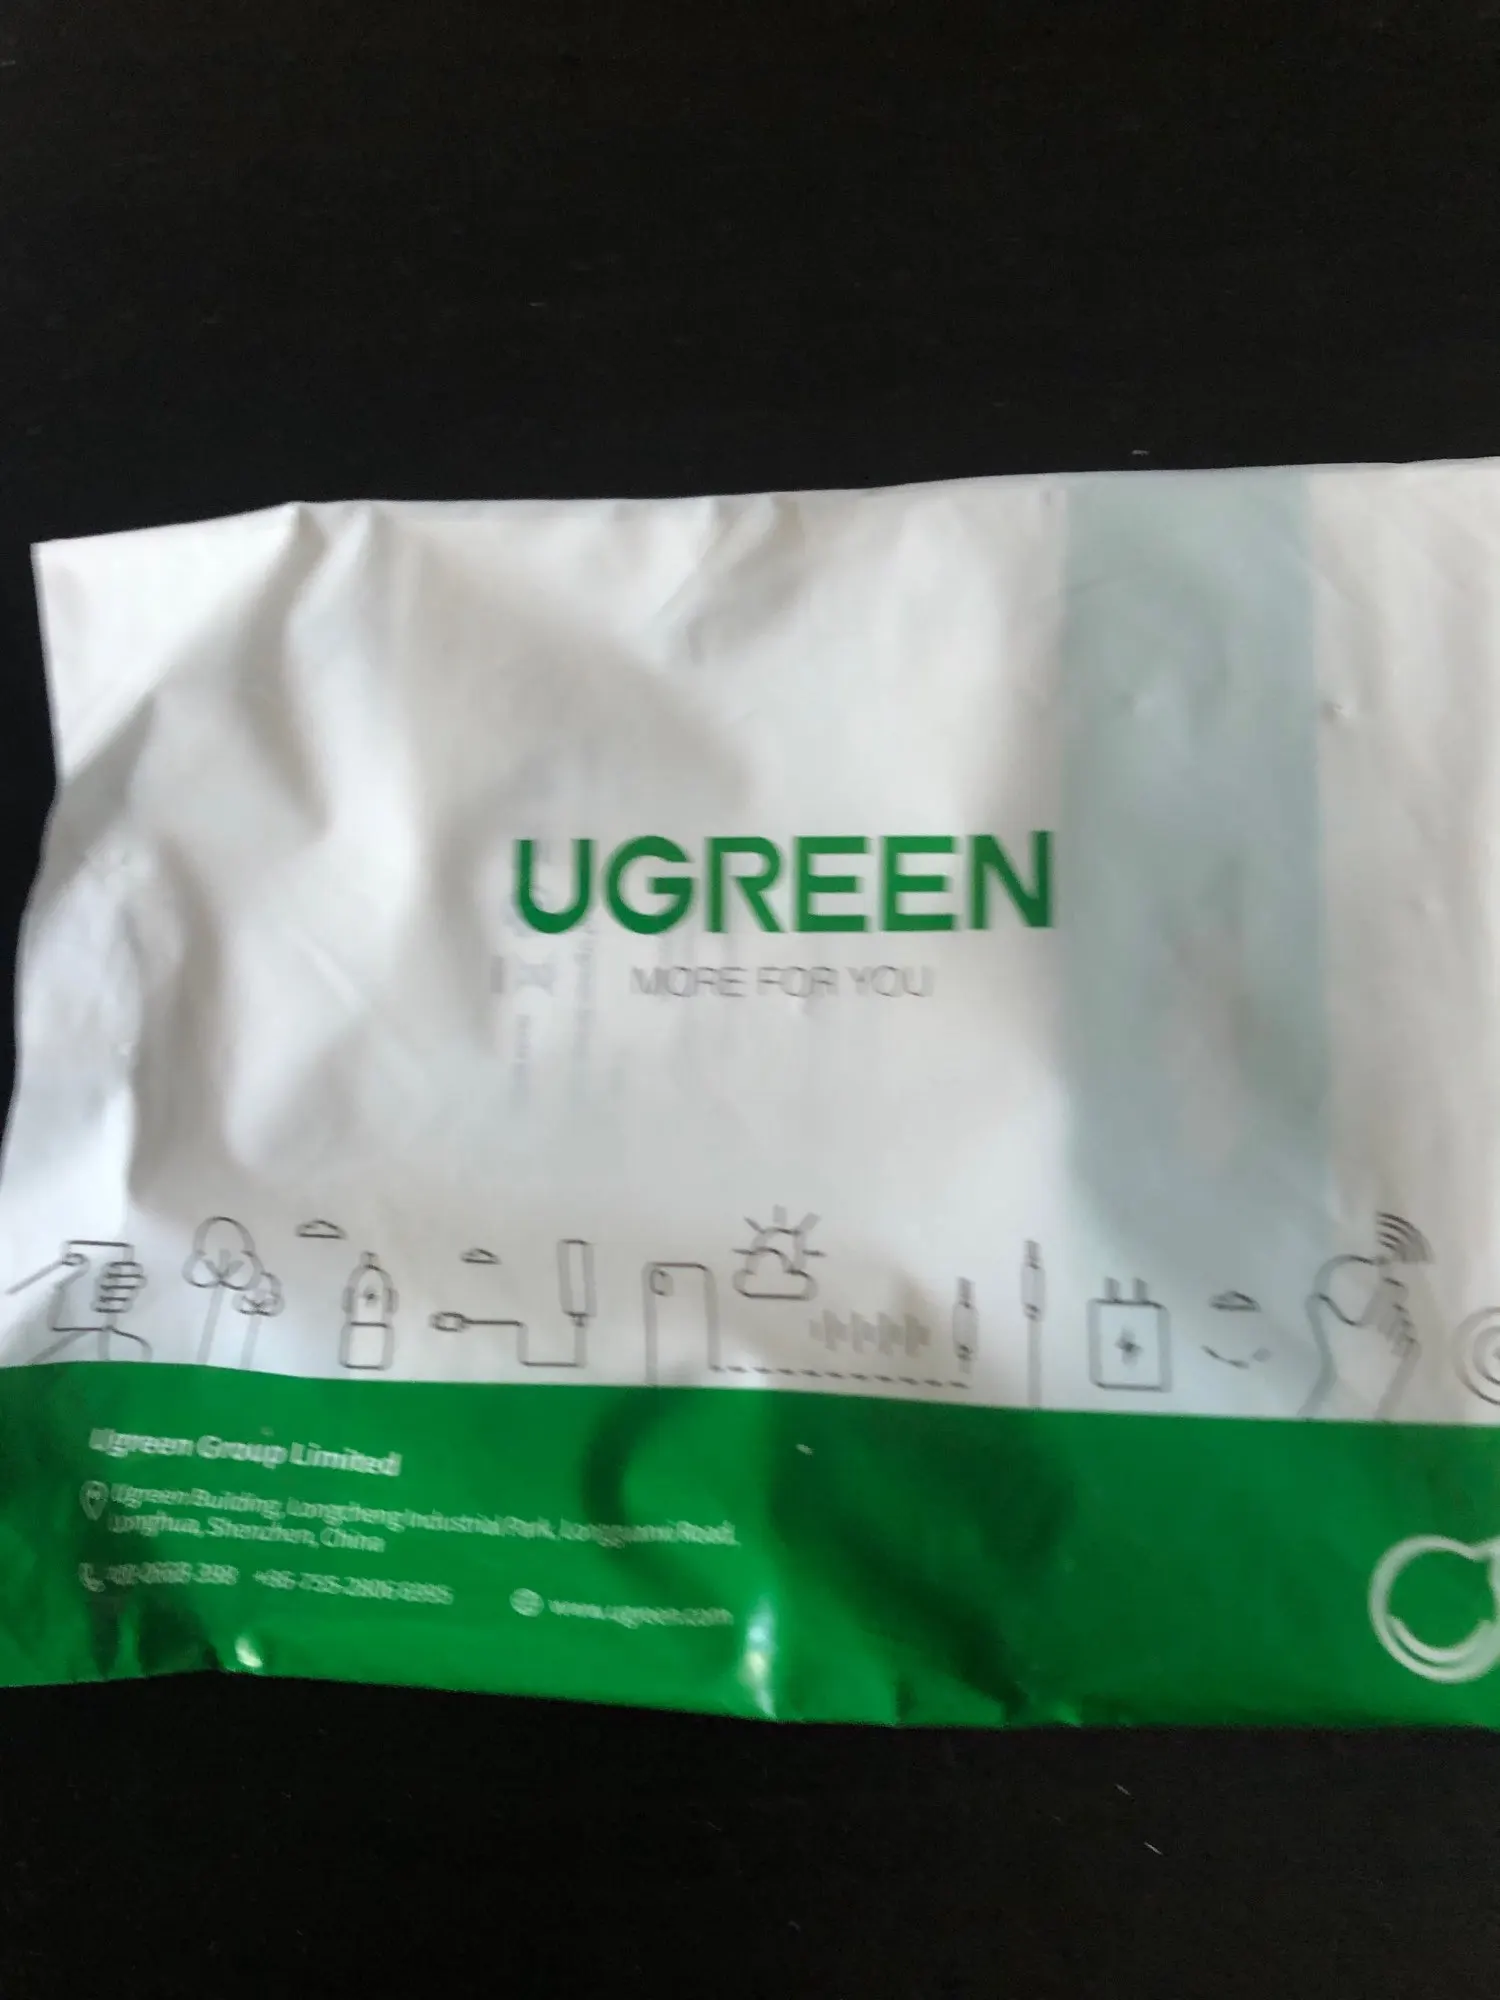 UGREEN
MORE FOR YOU
Ugreen Group Limited
Ugreen Building, Longcheng Industrial Park, Longguanxi Road,
Longhua, Shenzhen, China
www.ugreen.com